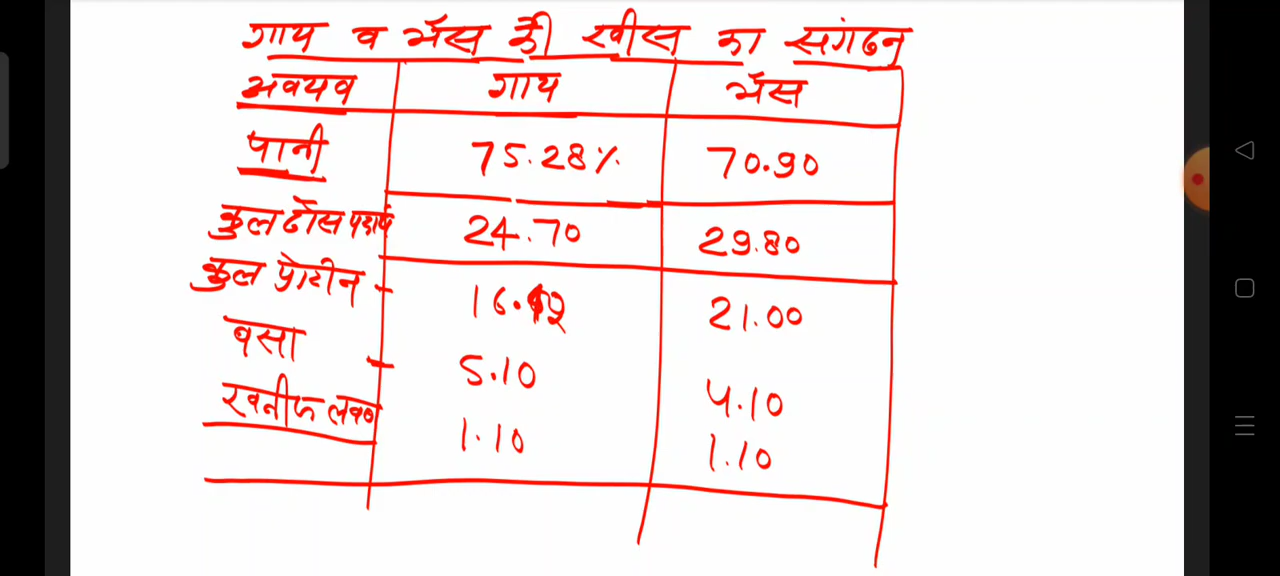 गाय व भैंस की खीस का संगठन
अवयव गाय भैंस
पानी 75.28% 70.90
कुल ठोस पदार्थ 24.70 29.80
कुल प्रोटीन - 21.00
वसा - 5.10 4.10
खनीज लवण 1.10 1.10